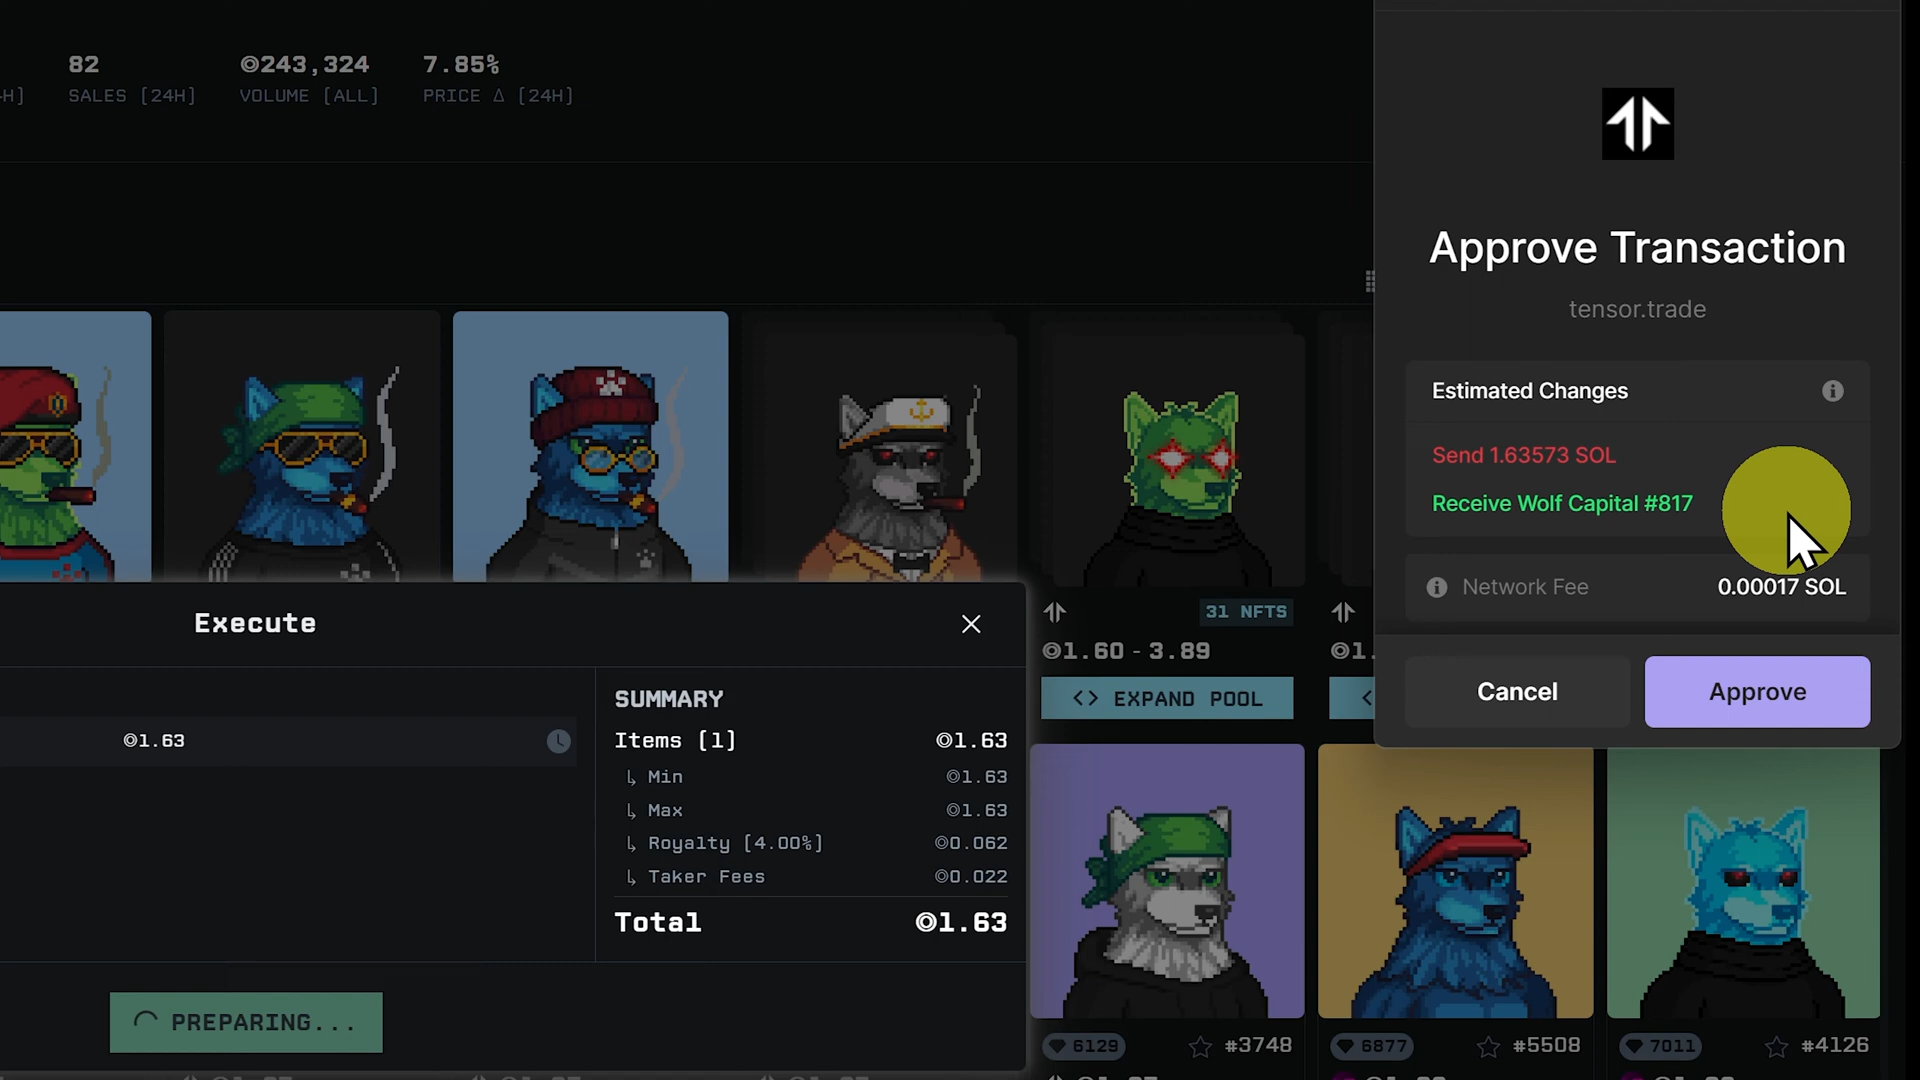 82
◎243,324
7.85%
H]
SALES [24H]
VOLUME [ALL]
PRICE Δ [24H]
Approve Transaction
tensor.trade
Estimated Changes
Send 1.63573 SOL
Receive Wolf Capital #817
Network Fee
0.00017 SOL
Cancel
Approve
Execute
◎1.63
SUMMARY
Items [1]
◎1.63
↳ Min
◎1.63
↳ Max
◎1.63
↳ Royalty [4.00%]
◎0.062
↳ Taker Fees
◎0.022
Total
◎1.63
PREPARING...
31 NFTS
◎1.60 - 3.89
◎1.
<> EXPAND POOL
6129
#3748
6877
#5508
7011
#4126